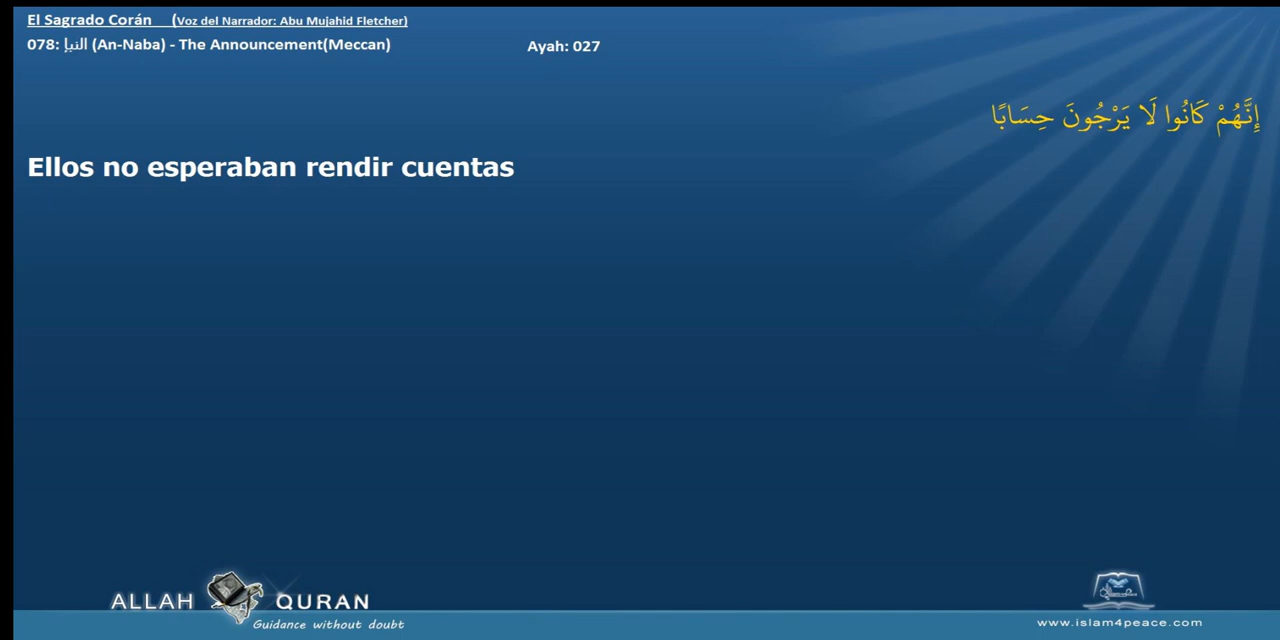 El Sagrado Corán (Voz del Narrador: Abu Mujahid Fletcher)
078: النبإ (An-Naba) - The Announcement(Meccan) Ayah: 027
إِنَّهُمْ كَانُوا لَا يَرْجُونَ حِسَابًا
Ellos no esperaban rendir cuentas
ALLAH QURAN
Guidance without doubt
www.islam4peace.com